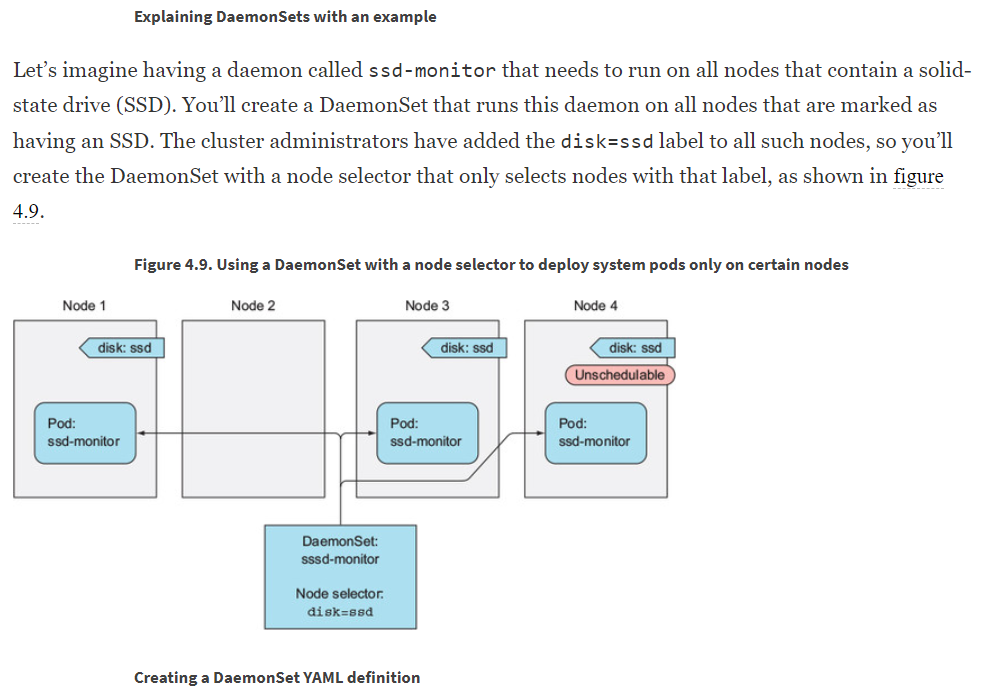 Explaining DaemonSets with an example
Let’s imagine having a daemon called ssd-monitor that needs to run on all nodes that contain a solid-
state drive (SSD). You’ll create a DaemonSet that runs this daemon on all nodes that are marked as
having an SSD. The cluster administrators have added the disk=ssd label to all such nodes, so you’ll
create the DaemonSet with a node selector that only selects nodes with that label, as shown in figure
4.9.
Figure 4.9. Using a DaemonSet with a node selector to deploy system pods only on certain nodes
Node 1
Node 2
Node 3
Node 4
disk: ssd
disk: ssd
disk: ssd
Unschedulable
Pod:
ssd-monitor
Pod:
ssd-monitor
Pod:
ssd-monitor
DaemonSet:
sssd-monitor
Node selector:
disk=ssd
Creating a DaemonSet YAML definition